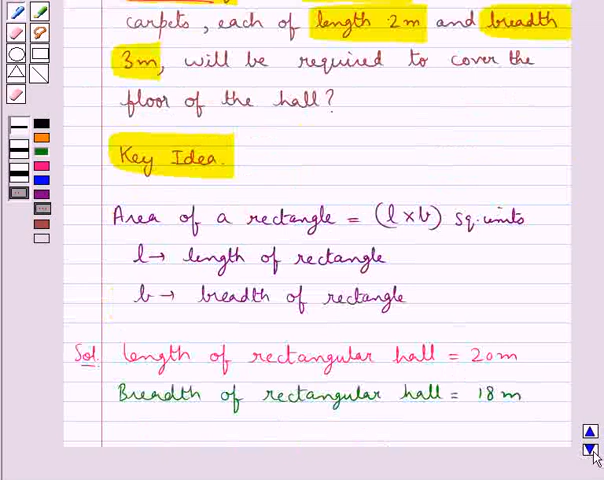 carpets, each of length 2m and breadth
3m, will be required to cover the
floor of the hall?
Key Idea.
Area of a rectangle = (l × b) sq. units
l → length of rectangle
b → breadth of rectangle
Sol. Length of rectangular hall = 20m
Breadth of rectangular hall = 18m